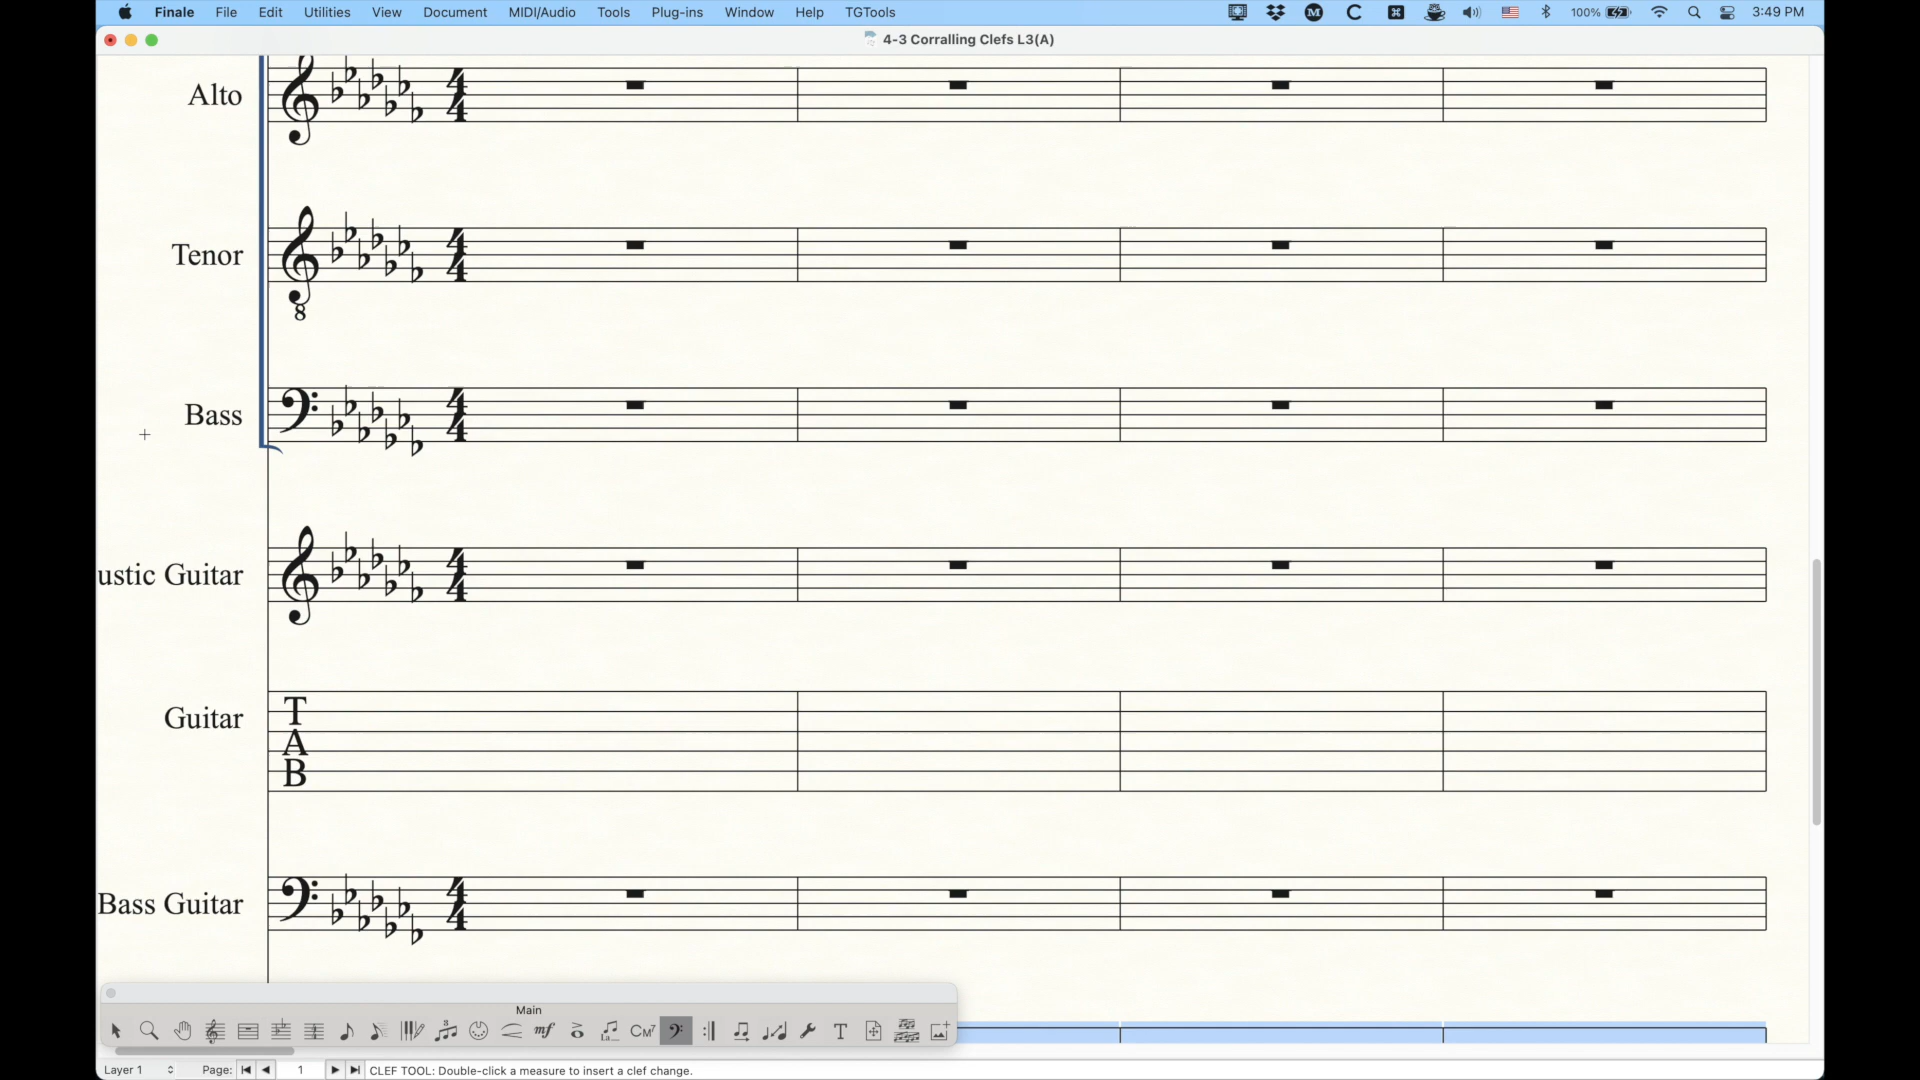 Finale File Edit Utilities View Document MIDI/Audio Tools Plug-ins Window Help TGTools 100% 3:49 PM
4-3 Corralling Clefs L3(A)
Alto
Tenor
8
Bass
ustic Guitar
Guitar
T
A
B
Bass Guitar
Main
mf CM7 T
Layer 1 Page: 1 CLEF TOOL: Double-click a measure to insert a clef change.